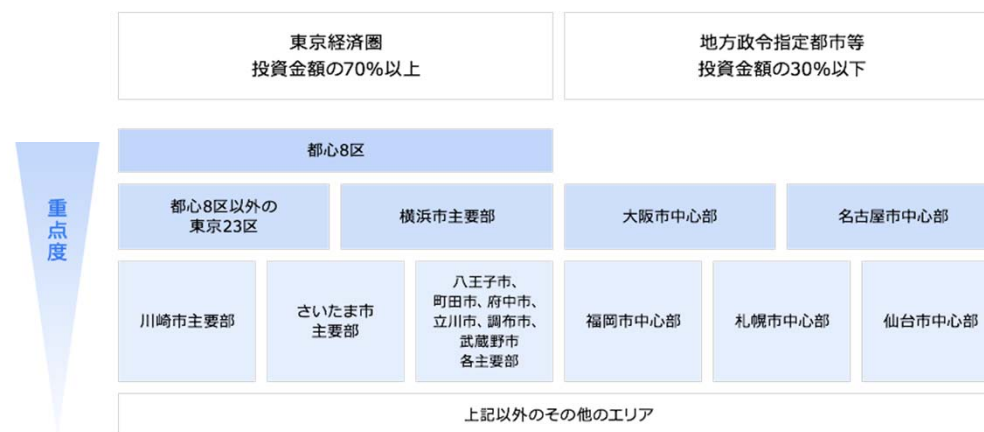 東京経済圏
投資金額の70%以上
地方政令指定都市等
投資金額の30%以下
重点度
都心8区
都心8区以外の
東京23区
横浜市主要部
大阪市中心部
名古屋市中心部
川崎市主要部
さいたま市
主要部
八王子市、
町田市、府中市、
立川市、調布市、
武蔵野市
各主要部
福岡市中心部
札幌市中心部
仙台市中心部
上記以外のその他のエリア